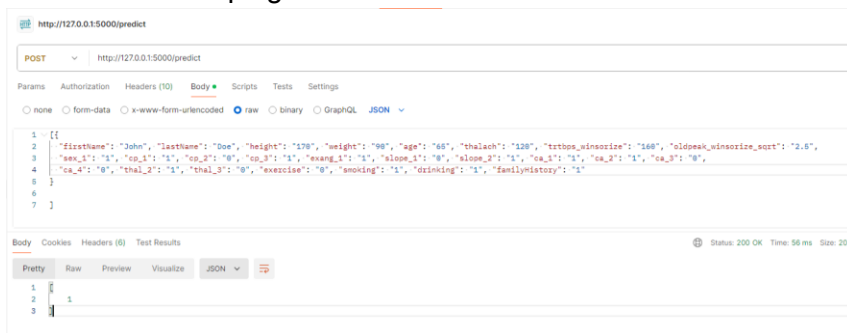 http://127.0.0.1:5000/predict
POST http://127.0.0.1:5000/predict
Params Authorization Headers (10) Body Scripts Tests Settings
none form-data x-www-form-urlencoded raw binary GraphQL JSON
1 [{
2 "firstName": "John", "lastName": "Doe", "height": "170", "weight": "90", "age": "65", "thalach": "120", "trtbps_winsorize": "160", "oldpeak_winsorize_sqrt": "2.5",
3 "sex_1": "1", "cp_1": "1", "cp_2": "0", "cp_3": "1", "exang_1": "1", "slope_1": "0", "slope_2": "1", "ca_1": "1", "ca_2": "1", "ca_3": "0",
4 "ca_4": "0", "thal_2": "1", "thal_3": "0", "exercise": "0", "smoking": "1", "drinking": "1", "familyHistory": "1"
5 }
6
7 ]
Body Cookies Headers (6) Test Results Status: 200 OK Time: 56 ms Size: 20
Pretty Raw Preview Visualize JSON
1 [
2 1
3 ]